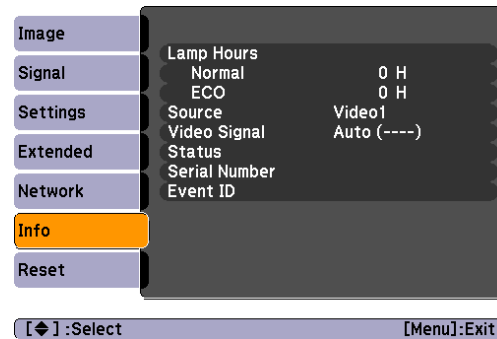 Image
Signal
Settings
Extended
Network
Info
Reset
Lamp Hours
Normal 0 H
ECO 0 H
Source Video1
Video Signal Auto (----)
Status
Serial Number
Event ID
[◆] :Select [Menu]:Exit